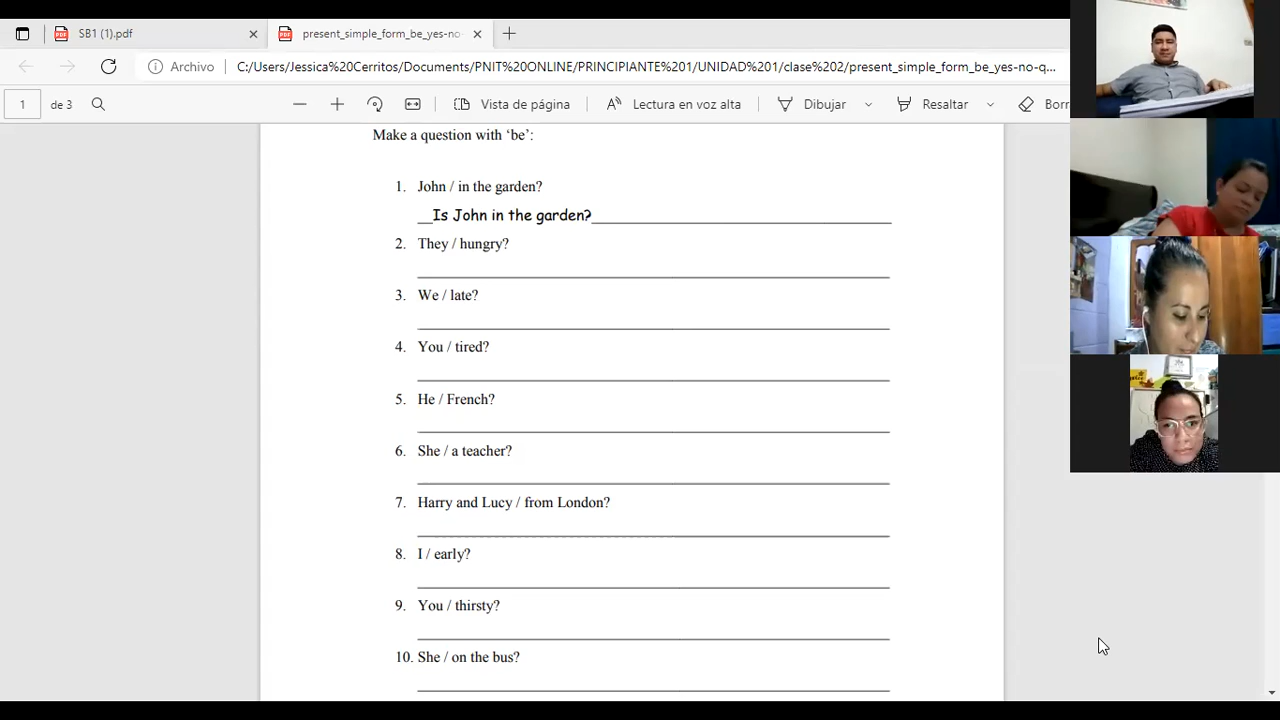 SB1 (1).pdf
present_simple_form_be_yes-no-
Archivo
C:/Users/Jessica%20Cerritos/Documents/PNIT%20ONLINE/PRINCIPIANTE%201/UNIDAD%201/clase%202/present_simple_form_be_yes-no-q...
1 de 3
Vista de página
Lectura en voz alta
Dibujar
Resaltar
Borr
Make a question with ‘be’:
1. John / in the garden?
__Is John in the garden?
2. They / hungry?
3. We / late?
4. You / tired?
5. He / French?
6. She / a teacher?
7. Harry and Lucy / from London?
8. I / early?
9. You / thirsty?
10. She / on the bus?